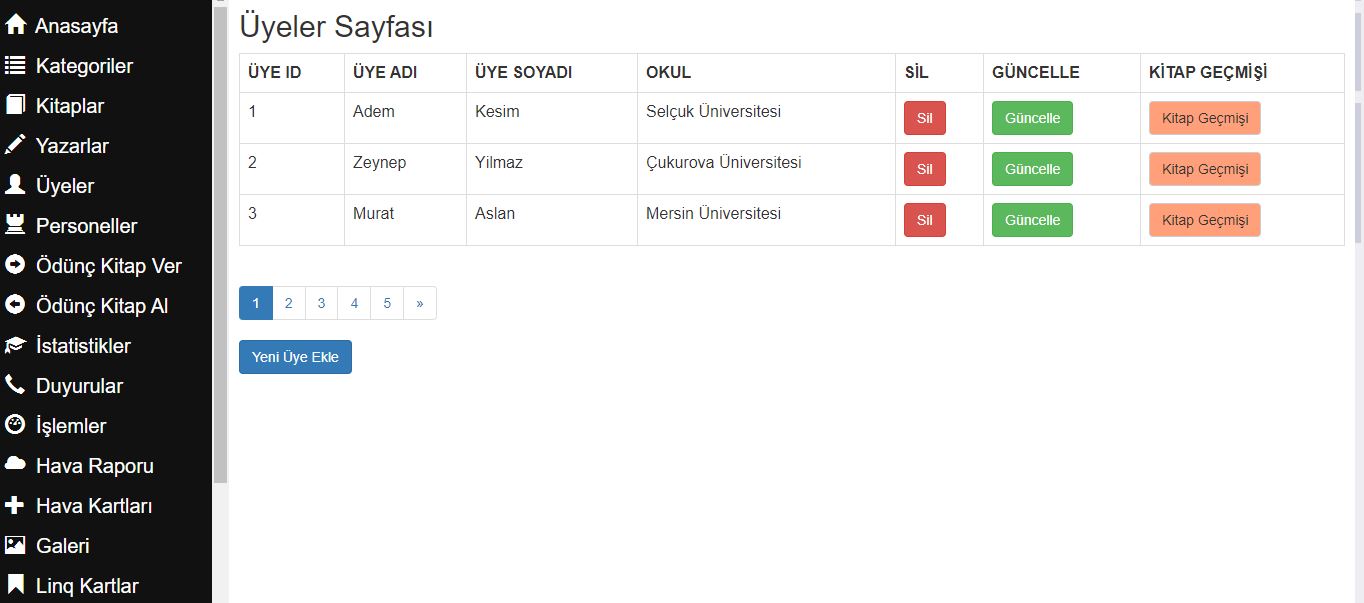 Anasayfa
Kategoriler
Kitaplar
Yazarlar
Üyeler
Personeller
Ödünç Kitap Ver
Ödünç Kitap Al
İstatistikler
Duyurular
İşlemler
Hava Raporu
Hava Kartları
Galeri
Linq Kartlar
Üyeler Sayfası
ÜYE ID ÜYE ADI ÜYE SOYADI OKUL SİL GÜNCELLE KİTAP GEÇMİŞİ
1 Adem Kesim Selçuk Üniversitesi Sil Güncelle Kitap Geçmişi
2 Zeynep Yilmaz Çukurova Üniversitesi Sil Güncelle Kitap Geçmişi
3 Murat Aslan Mersin Üniversitesi Sil Güncelle Kitap Geçmişi
1 2 3 4 5 »
Yeni Üye Ekle